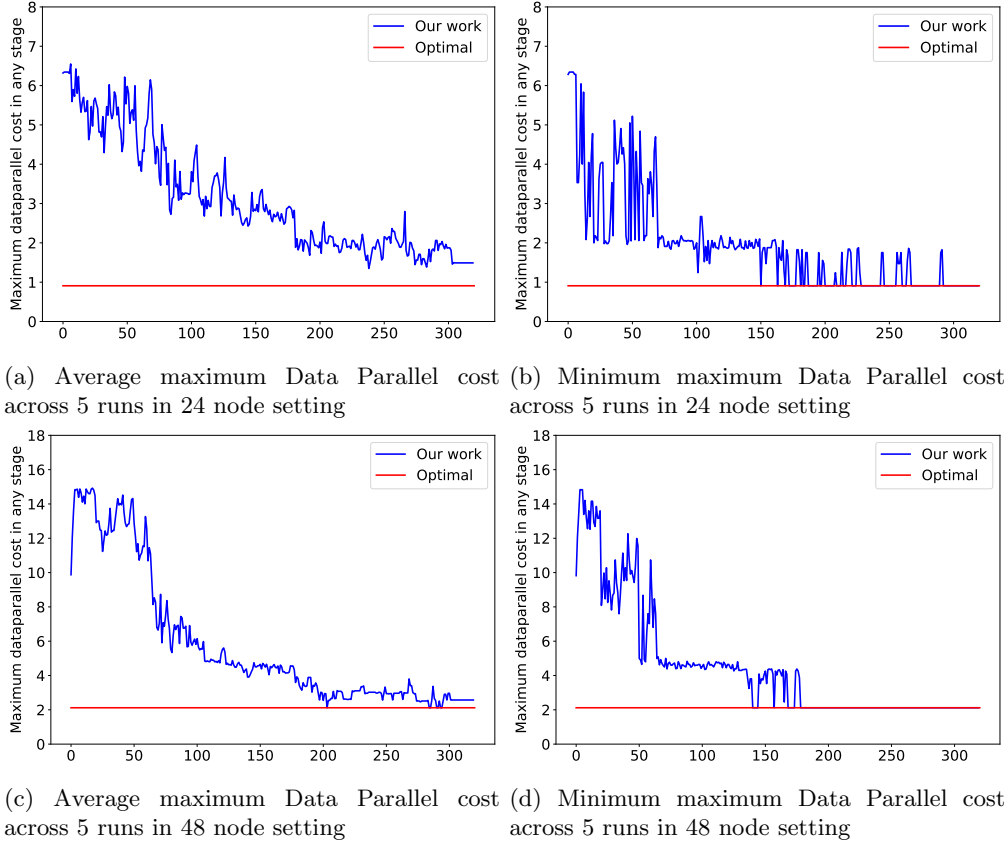 Maximum dataparallel cost in any stage
8
7
6
5
4
3
2
1
0
0 50 100 150 200 250 300
Our work
Optimal
Maximum dataparallel cost in any stage
8
7
6
5
4
3
2
1
0
0 50 100 150 200 250 300
Our work
Optimal
(a) Average maximum Data Parallel cost
across 5 runs in 24 node setting
(b) Minimum maximum Data Parallel cost
across 5 runs in 24 node setting
Maximum dataparallel cost in any stage
18
16
14
12
10
8
6
4
2
0
0 50 100 150 200 250 300
Our work
Optimal
Maximum dataparallel cost in any stage
18
16
14
12
10
8
6
4
2
0
0 50 100 150 200 250 300
Our work
Optimal
(c) Average maximum Data Parallel cost
across 5 runs in 48 node setting
(d) Minimum maximum Data Parallel cost
across 5 runs in 48 node setting